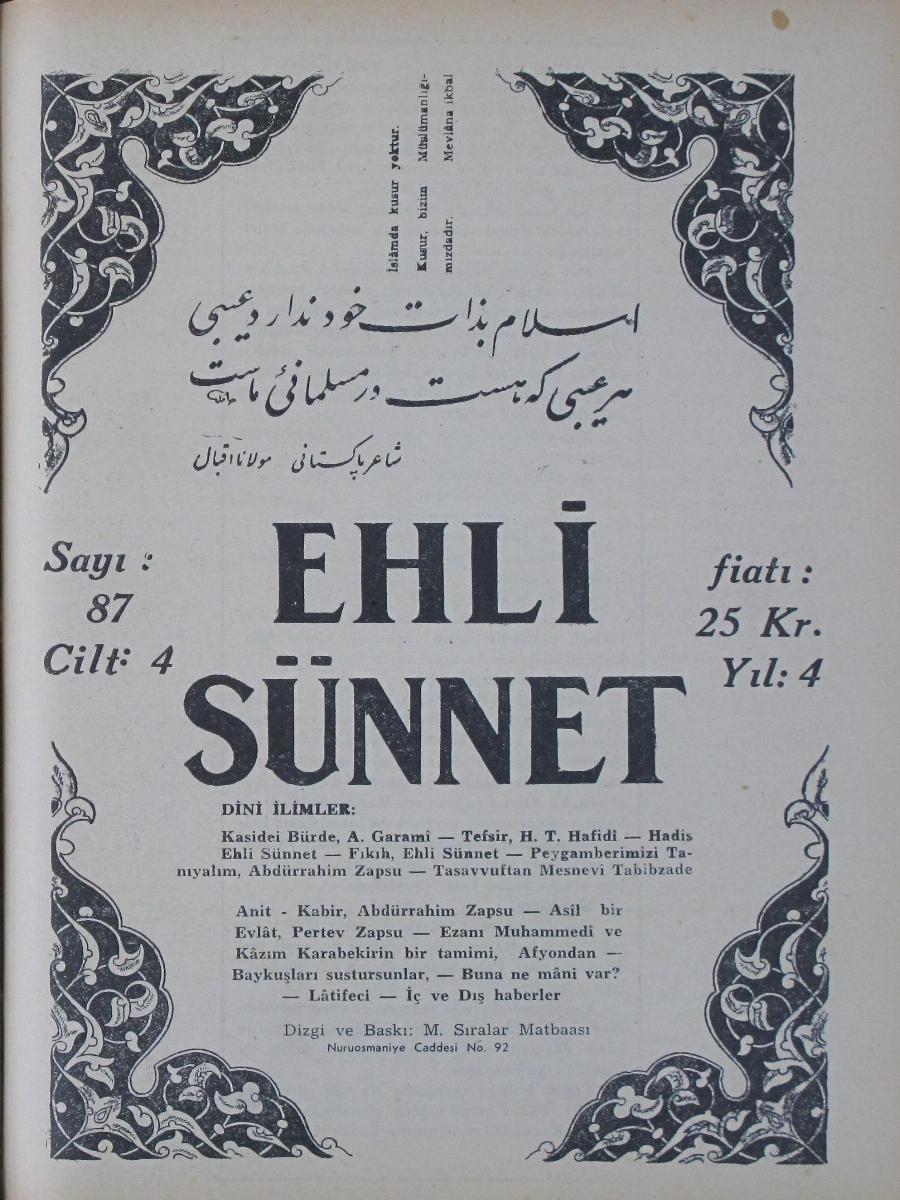 İslâmda kusur yoktur.
Kusur, bizim Müslümanlığı-
mızdadır. Mevlâna ikbal
اسلام بذات خود ندارد عیبی
هر عیبی که هست در مسلمانیٔ ماست
شاعر پاکستانی مولانا اقبال
EHLİ
SÜNNET
Sayı :
87
Cilt: 4
fiatı :
25 Kr.
Yıl: 4
DİNİ İLİMLER:
Kasidei Bürde, A. Garamî — Tefsir, H. T. Hafidî — Hadis
Ehli Sünnet — Fıkıh, Ehli Sünnet — Peygamberimizi Ta-
nıyalım, Abdürrahim Zapsu — Tasavvuftan Mesnevî Tabibzade
Anit - Kabir, Abdürrahim Zapsu — Asîl bir
Evlât, Pertev Zapsu — Ezanı Muhammedî ve
Kâzım Karabekirin bir tamimi, Afyondan —
Baykuşları sustursunlar, — Buna ne mâni var?
— Lâtifeci — İç ve Dış haberler
Dizgi ve Baskı: M. Sıralar Matbaası
Nuruosmaniye Caddesi No. 92